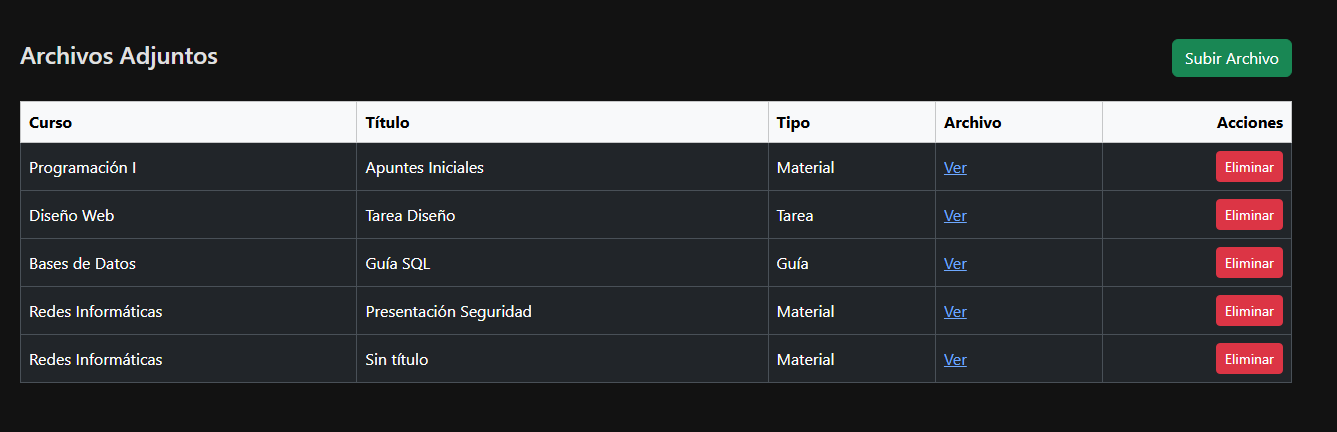 Archivos Adjuntos
Subir Archivo
Curso Título Tipo Archivo Acciones
Programación I Apuntes Iniciales Material Ver Eliminar
Diseño Web Tarea Diseño Tarea Ver Eliminar
Bases de Datos Guía SQL Guía Ver Eliminar
Redes Informáticas Presentación Seguridad Material Ver Eliminar
Redes Informáticas Sin título Material Ver Eliminar